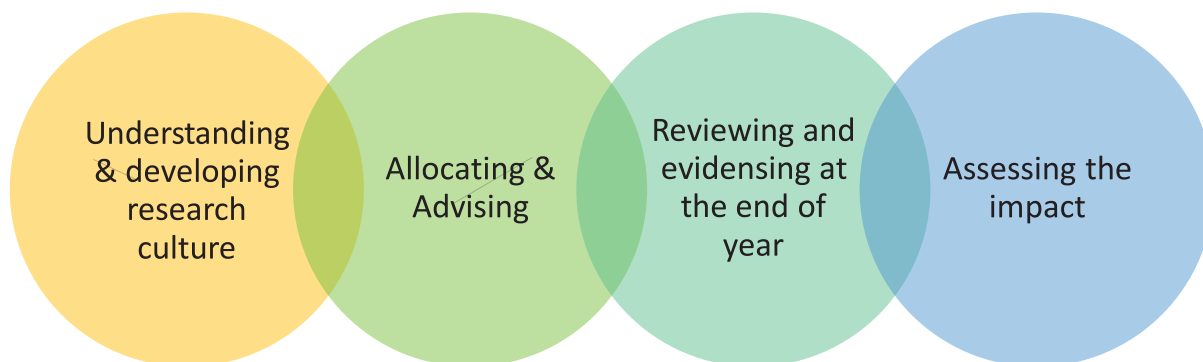 Understanding
& developing
research
culture
Allocating &
Advising
Reviewing and
evidensing at
the end of
year
Assessing the
impact